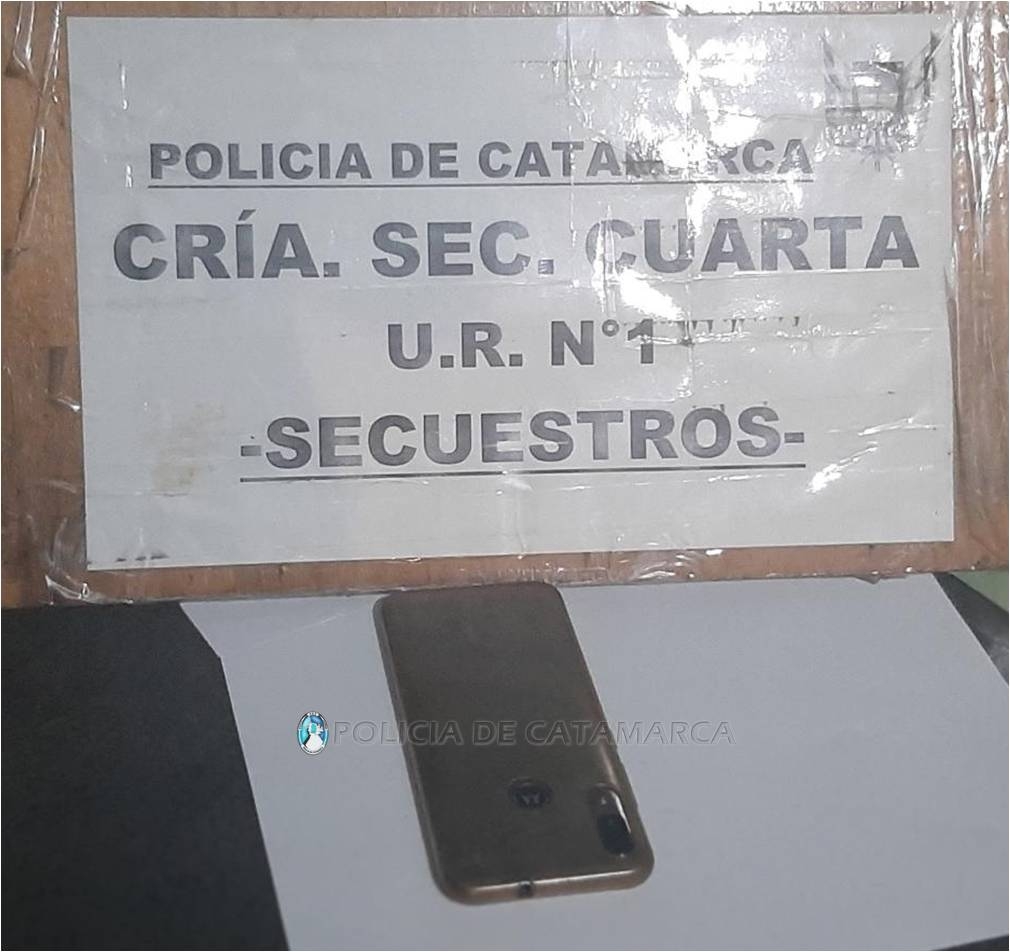 POLICIA DE CATAMARCA
CRÍA. SEC. CUARTA
U.R. N°1
-SECUESTROS-
POLICIA DE CATAMARCA